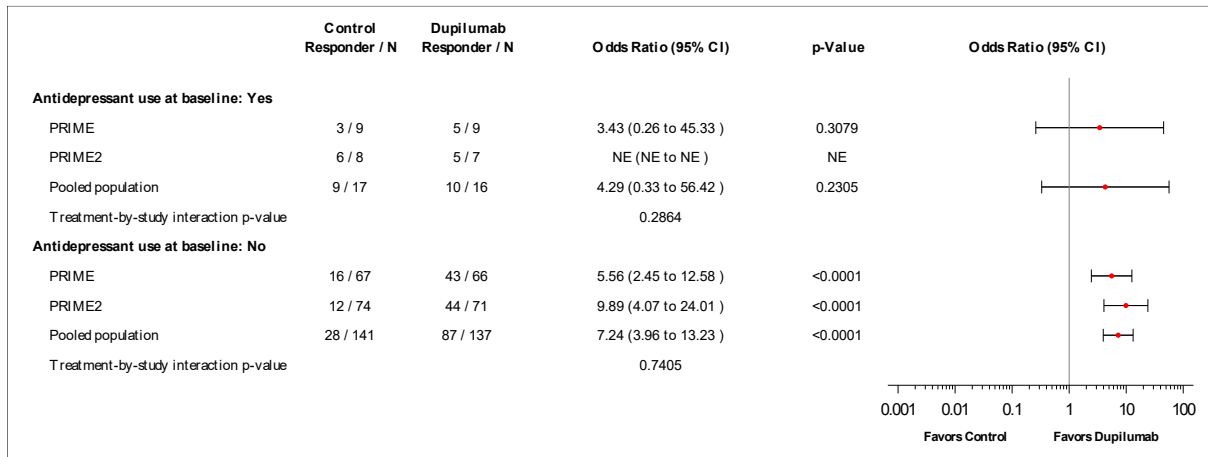 Control Responder / N Dupilumab Responder / N Odds Ratio (95% CI) p-Value Odds Ratio (95% CI)
Antidepressant use at baseline: Yes
PRIME 3 / 9 5 / 9 3.43 (0.26 to 45.33 ) 0.3079
PRIME2 6 / 8 5 / 7 NE (NE to NE ) NE
Pooled population 9 / 17 10 / 16 4.29 (0.33 to 56.42 ) 0.2305
Treatment-by-study interaction p-value 0.2864
Antidepressant use at baseline: No
PRIME 16 / 67 43 / 66 5.56 (2.45 to 12.58 ) <0.0001
PRIME2 12 / 74 44 / 71 9.89 (4.07 to 24.01 ) <0.0001
Pooled population 28 / 141 87 / 137 7.24 (3.96 to 13.23 ) <0.0001
Treatment-by-study interaction p-value 0.7405
0.001 0.01 0.1 1 10 100
Favors Control Favors Dupilumab